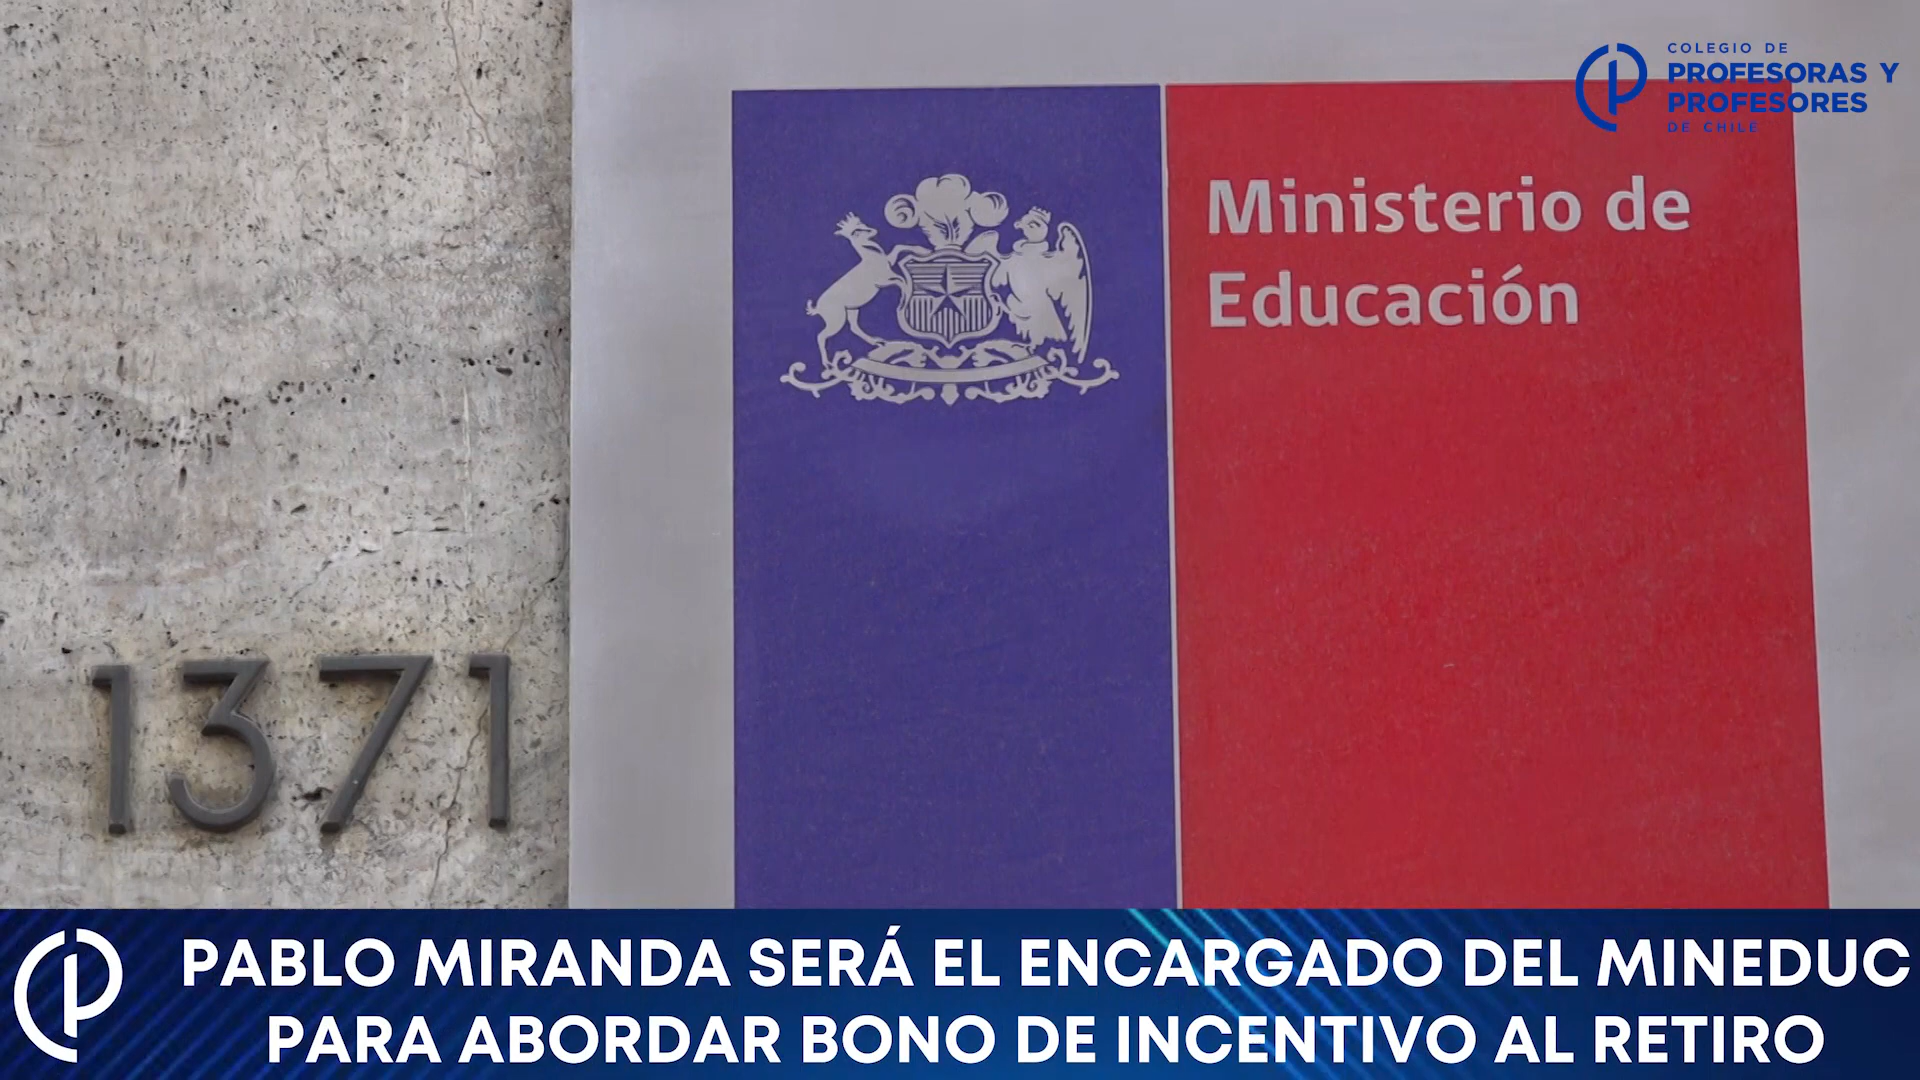 COLEGIO DE
PROFESORAS Y
PROFESORES
DE CHILE
Ministerio de
Educación
1371
PABLO MIRANDA SERÁ EL ENCARGADO DEL MINEDUC
PARA ABORDAR BONO DE INCENTIVO AL RETIRO